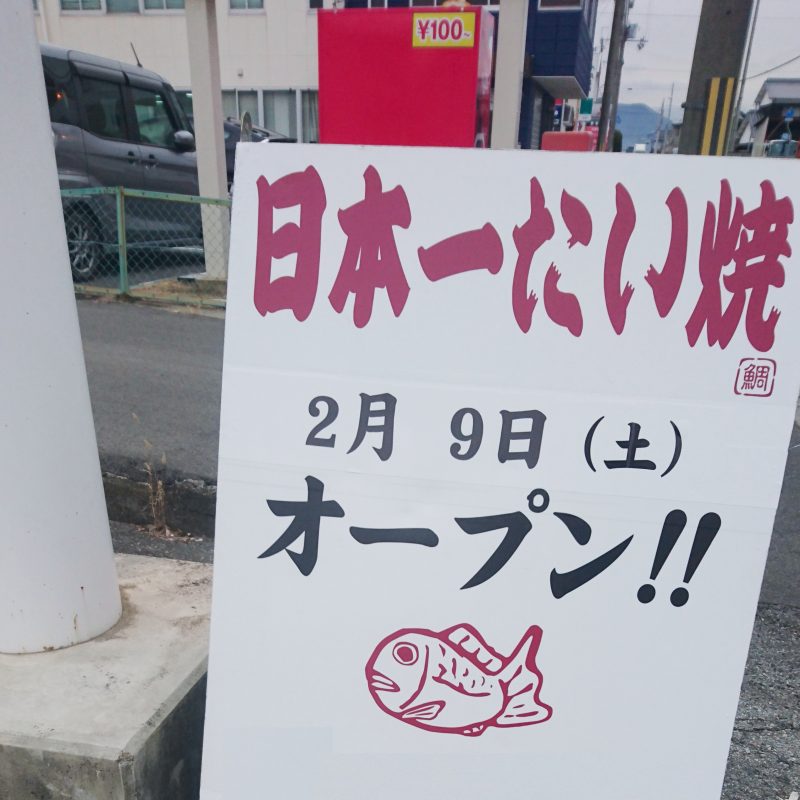 ¥100~
日本一たい焼
鯛
2月 9日 (土)
オープン!!